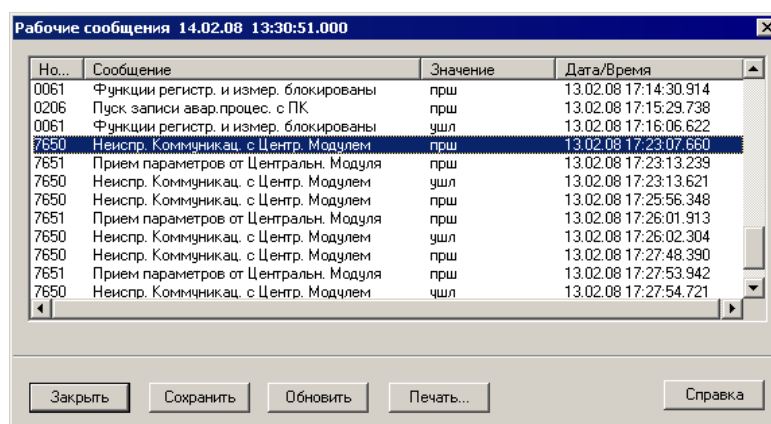 Рабочие сообщения 14.02.08 13:30:51.000
Но... Сообщение Значение Дата/Время
0061 Функции регистр. и измер. блокированы прш 13.02.08 17:14:30.914
0206 Пуск записи авар.процес. с ПК прш 13.02.08 17:15:29.738
0061 Функции регистр. и измер. блокированы ушл 13.02.08 17:16:06.622
7650 Неиспр. Коммуникац. с Центр. Модулем прш 13.02.08 17:23:07.660
7651 Прием параметров от Центральн. Модуля прш 13.02.08 17:23:13.239
7650 Неиспр. Коммуникац. с Центр. Модулем ушл 13.02.08 17:23:13.621
7650 Неиспр. Коммуникац. с Центр. Модулем прш 13.02.08 17:25:56.348
7651 Прием параметров от Центральн. Модуля прш 13.02.08 17:26:01.913
7650 Неиспр. Коммуникац. с Центр. Модулем ушл 13.02.08 17:26:02.304
7650 Неиспр. Коммуникац. с Центр. Модулем прш 13.02.08 17:27:48.390
7651 Прием параметров от Центральн. Модуля прш 13.02.08 17:27:53.942
7650 Неиспр. Коммуникац. с Центр. Модулем ушл 13.02.08 17:27:54.721
Закрыть Сохранить Обновить Печать... Справка